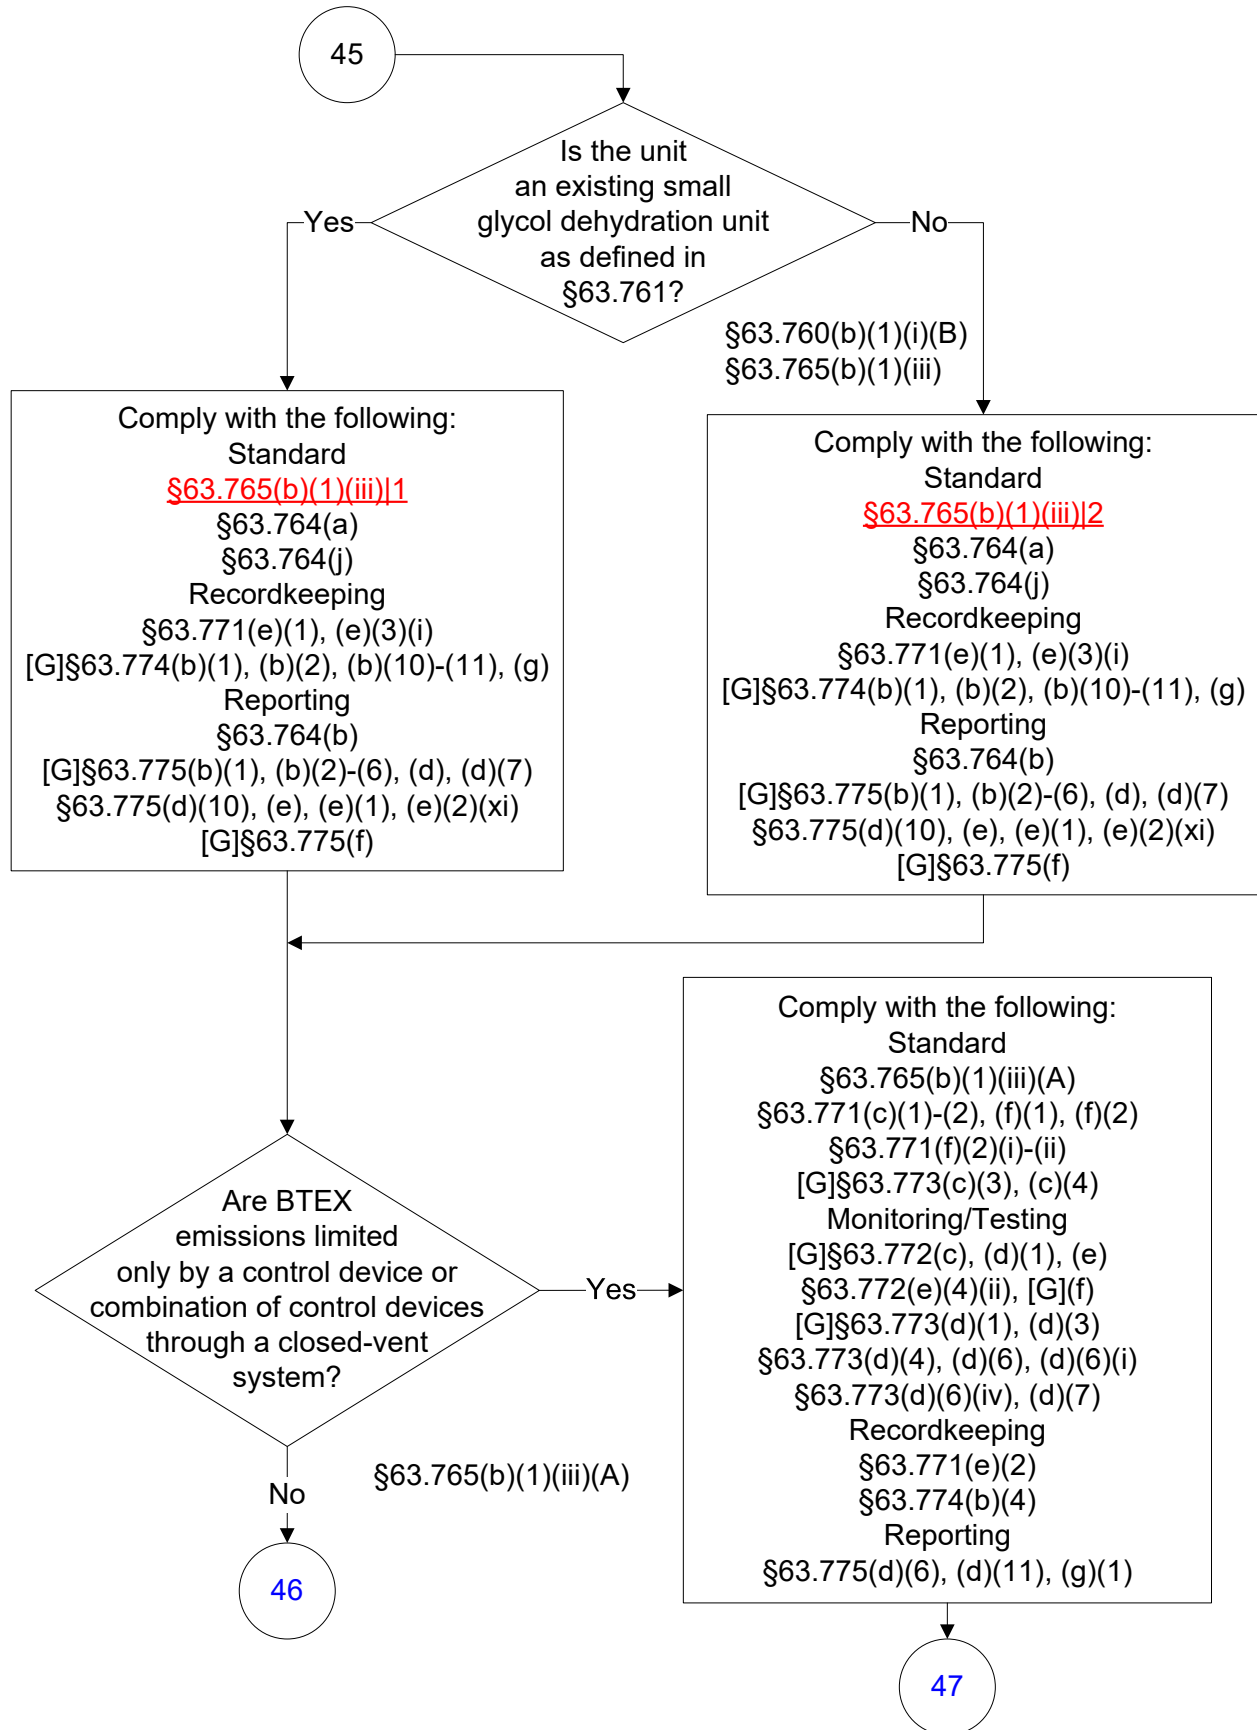 45
Is the unit
an existing small
glycol dehydration unit
as defined in
§63.761?
Yes
No
§63.760(b)(1)(i)(B)
§63.765(b)(1)(iii)
Comply with the following:
Standard
§63.765(b)(1)(iii)|1
§63.764(a)
§63.764(j)
Recordkeeping
§63.771(e)(1), (e)(3)(i)
[G]§63.774(b)(1), (b)(2), (b)(10)-(11), (g)
Reporting
§63.764(b)
[G]§63.775(b)(1), (b)(2)-(6), (d), (d)(7)
§63.775(d)(10), (e), (e)(1), (e)(2)(xi)
[G]§63.775(f)
Comply with the following:
Standard
§63.765(b)(1)(iii)|2
§63.764(a)
§63.764(j)
Recordkeeping
§63.771(e)(1), (e)(3)(i)
[G]§63.774(b)(1), (b)(2), (b)(10)-(11), (g)
Reporting
§63.764(b)
[G]§63.775(b)(1), (b)(2)-(6), (d), (d)(7)
§63.775(d)(10), (e), (e)(1), (e)(2)(xi)
[G]§63.775(f)
Are BTEX
emissions limited
only by a control device or
combination of control devices
through a closed-vent
system?
Yes
No
§63.765(b)(1)(iii)(A)
46
Comply with the following:
Standard
§63.765(b)(1)(iii)(A)
§63.771(c)(1)-(2), (f)(1), (f)(2)
§63.771(f)(2)(i)-(ii)
[G]§63.773(c)(3), (c)(4)
Monitoring/Testing
[G]§63.772(c), (d)(1), (e)
§63.772(e)(4)(ii), [G](f)
[G]§63.773(d)(1), (d)(3)
§63.773(d)(4), (d)(6), (d)(6)(i)
§63.773(d)(6)(iv), (d)(7)
Recordkeeping
§63.771(e)(2)
§63.774(b)(4)
Reporting
§63.775(d)(6), (d)(11), (g)(1)
47